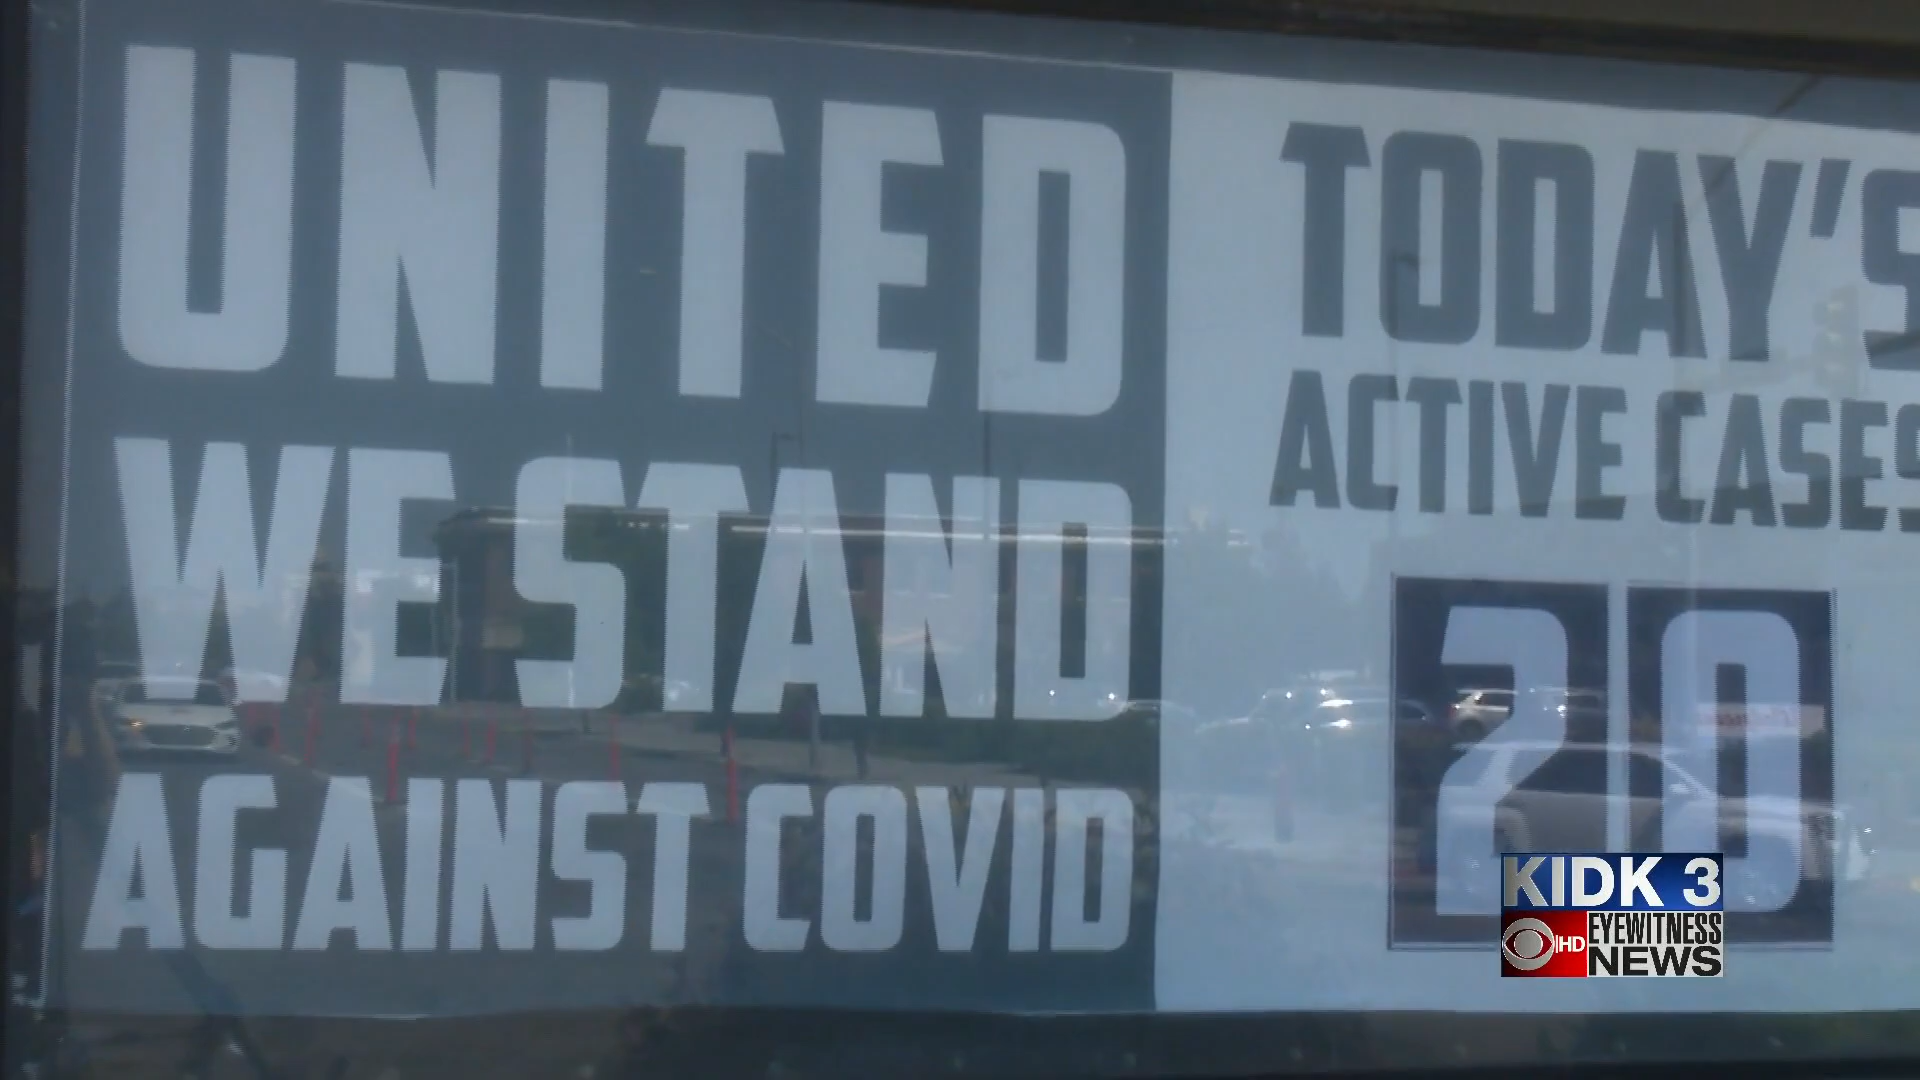 UNITED
WE STAND
AGAINST COVID
TODAY'S
ACTIVE CASES
20
KIDK 3
HD EYEWITNESS
NEWS